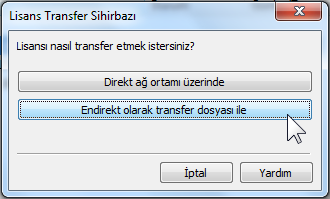 Lisans Transfer Sihirbazı
Lisansı nasıl transfer etmek istersiniz?
Direkt ağ ortamı üzerinde
Endirekt olarak transfer dosyası ile
İptal
Yardım